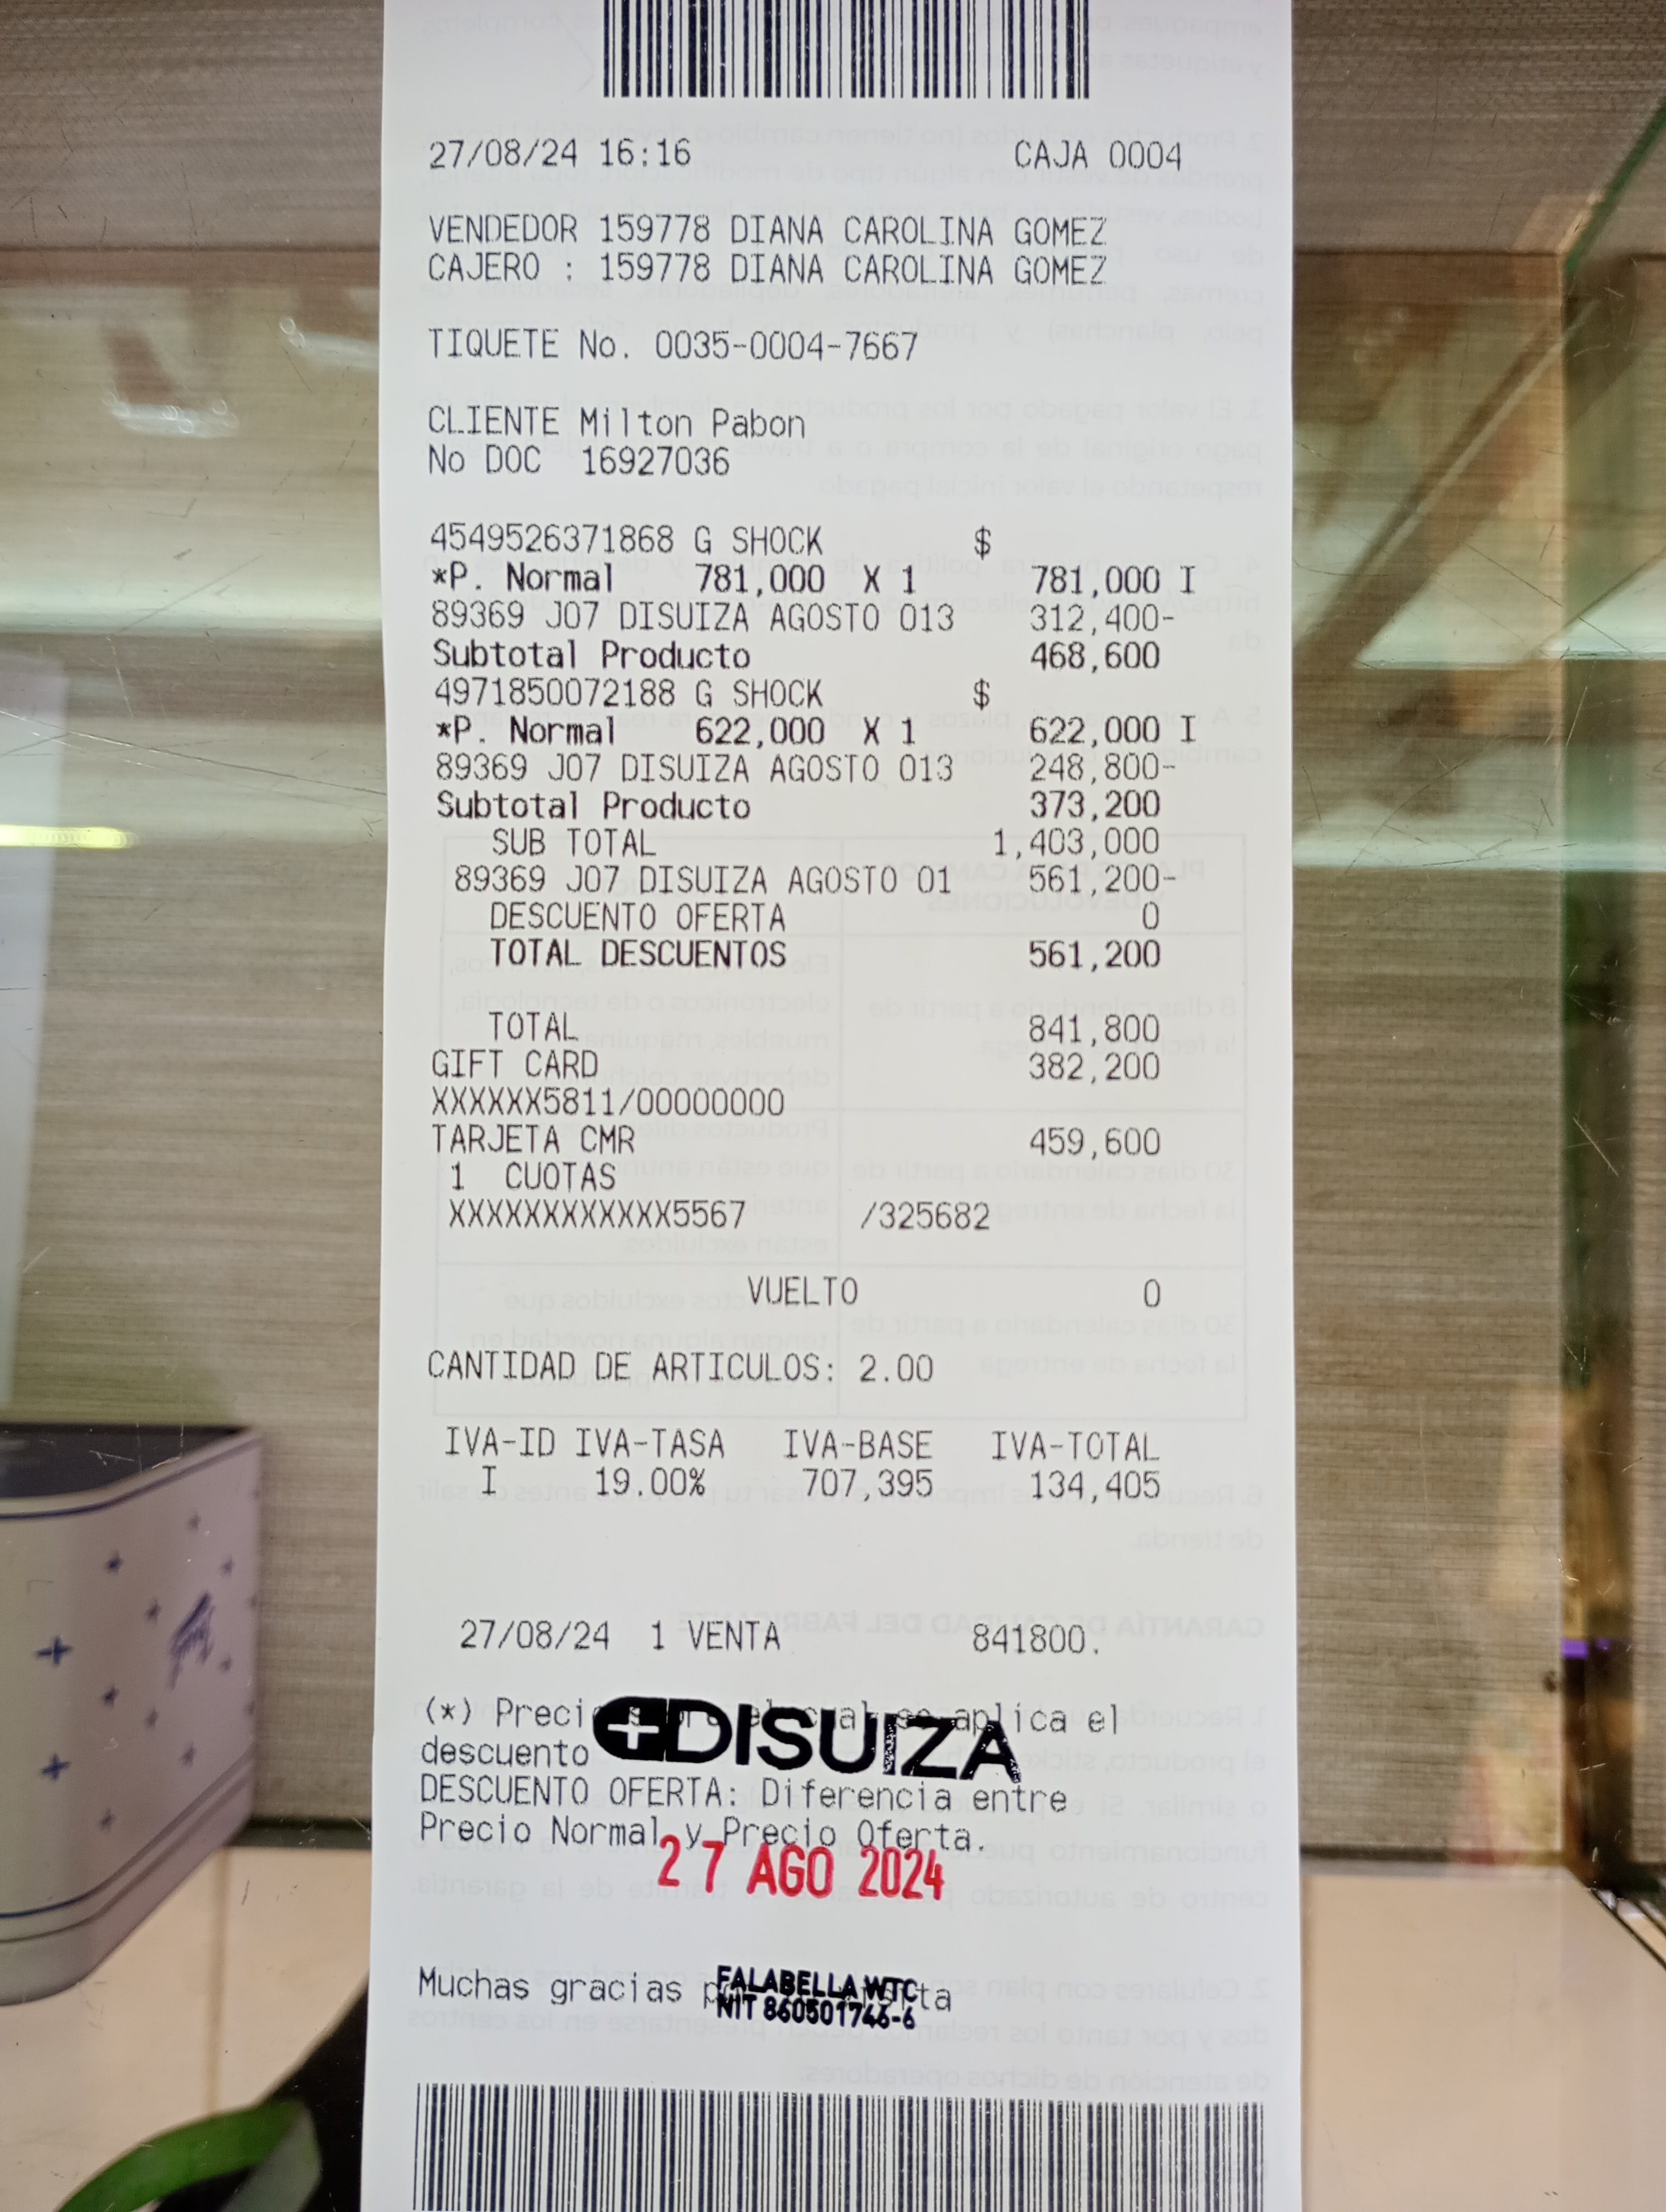 27/08/24 16:16 CAJA 0004
VENDEDOR 159778 DIANA CAROLINA GOMEZ
CAJERO : 159778 DIANA CAROLINA GOMEZ
TIQUETE No. 0035-0004-7667
CLIENTE Milton Pabon
No DOC 16927036
4549526371868 G SHOCK $
*P. Normal 781,000 X 1 781,000 I
89369 J07 DISUIZA AGOSTO 013 312,400-
Subtotal Producto 468,600
4971850072188 G SHOCK $
*P. Normal 622,000 X 1 622,000 I
89369 J07 DISUIZA AGOSTO 013 248,800-
Subtotal Producto 373,200
SUB TOTAL 1,403,000
89369 J07 DISUIZA AGOSTO 01 561,200-
DESCUENTO OFERTA 0
TOTAL DESCUENTOS 561,200
TOTAL 841,800
GIFT CARD 382,200
XXXXXX5811/00000000
TARJETA CMR 459,600
1 CUOTAS
XXXXXXXXXXXX5567 /325682
VUELTO 0
CANTIDAD DE ARTICULOS: 2.00
IVA-ID IVA-TASA IVA-BASE IVA-TOTAL
I 19.00% 707,395 134,405
27/08/24 1 VENTA 841800.
(*) Precio sobre el cual se aplica el
descuento
DISUIZA
DESCUENTO OFERTA: Diferencia entre
Precio Normal y Precio Oferta.
27 AGO 2024
Muchas gracias
FALABELLA WTC
NIT 860501746-6